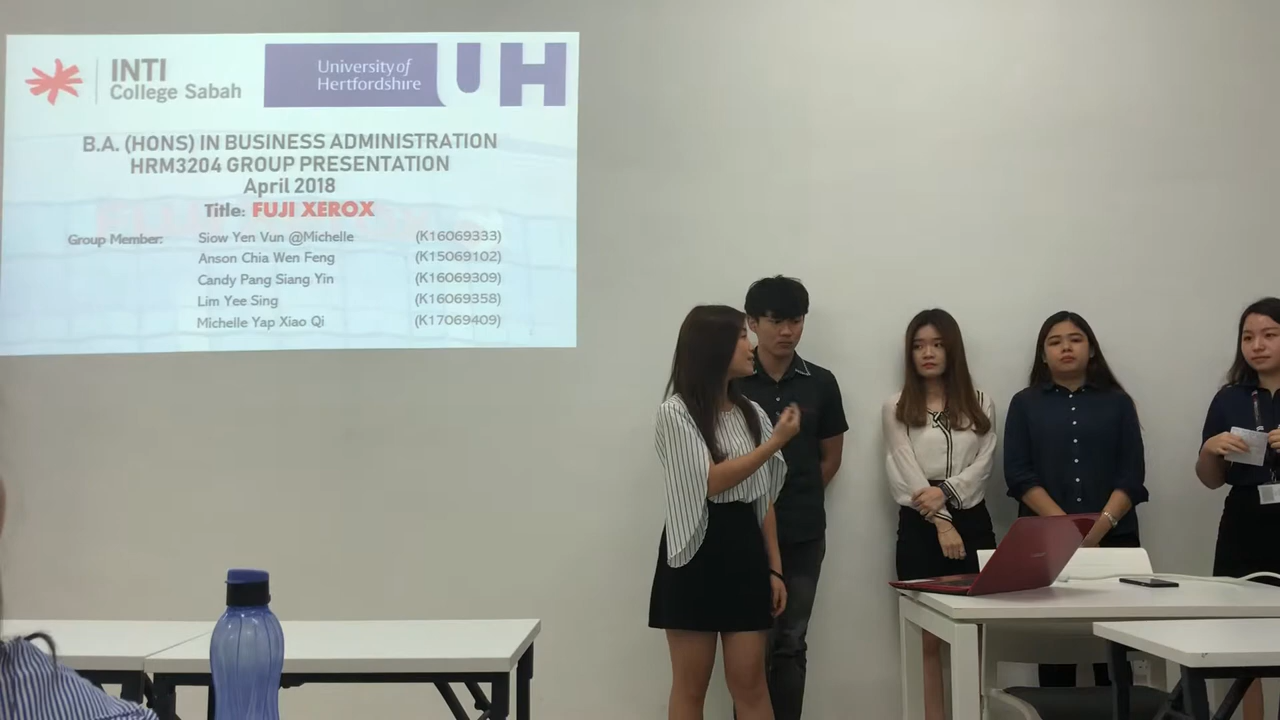 INTI
College Sabah
University of
Hertfordshire
UH
B.A. (HONS) IN BUSINESS ADMINISTRATION
HRM3204 GROUP PRESENTATION
April 2018
Title: FUJI XEROX
Group Member: Siow Yen Vun @Michelle (K16069333)
Anson Chia Wen Feng (K15069102)
Candy Pang Siang Yin (K16069309)
Lim Yee Sing (K16069358)
Michelle Yap Xiao Qi (K17069409)